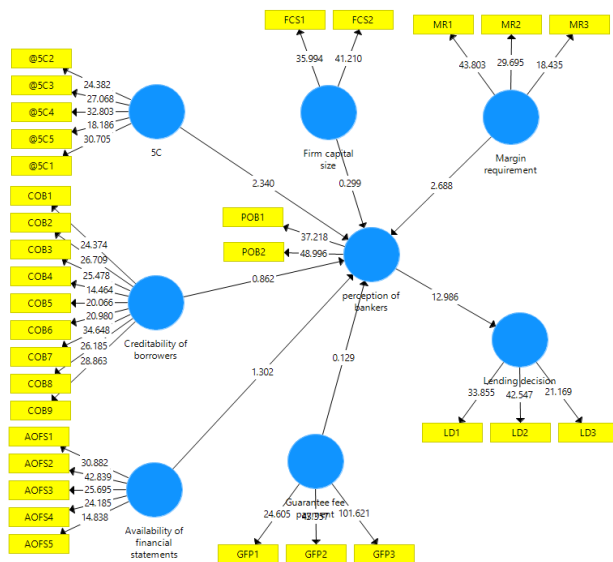 FCS1
FCS2
MR1
MR2
MR3
35.994
41.210
43.803
29.695
18.435
@5C2
@5C3
@5C4
@5C5
@5C1
24.382
27.068
32.803
18.186
30.705
5C
Firm capital
size
Margin
requirement
2.340
0.299
2.688
COB1
COB2
COB3
COB4
COB5
COB6
COB7
COB8
COB9
24.374
26.709
25.478
14.464
20.066
20.980
34.648
26.185
28.863
Creditability of
borrowers
0.862
POB1
POB2
37.218
48.996
perception of
bankers
12.986
1.302
0.129
Lending decision
33.855
42.547
21.169
LD1
LD2
LD3
AOFS1
AOFS2
AOFS3
AOFS4
AOFS5
30.882
42.839
25.695
24.185
14.838
Availability of
financial
statements
Guarantee fee
payment
24.605
101.621
GFP1
GFP2
GFP3